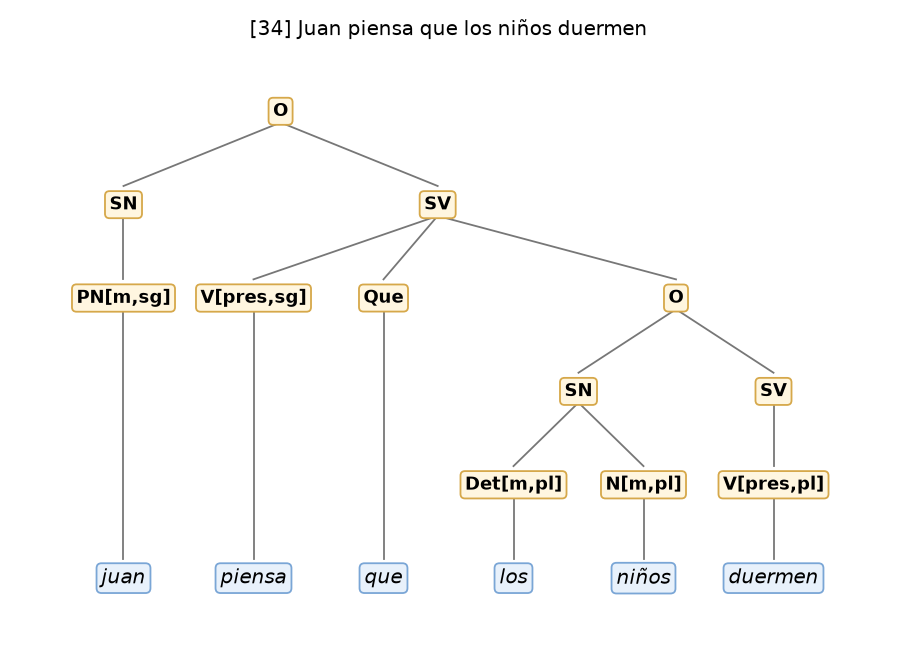 [34] Juan piensa que los niños duermen
O
SN SV
PN[m,sg] V[pres,sg] Que O
SN SV
Det[m,pl] N[m,pl] V[pres,pl]
juan piensa que los niños duermen